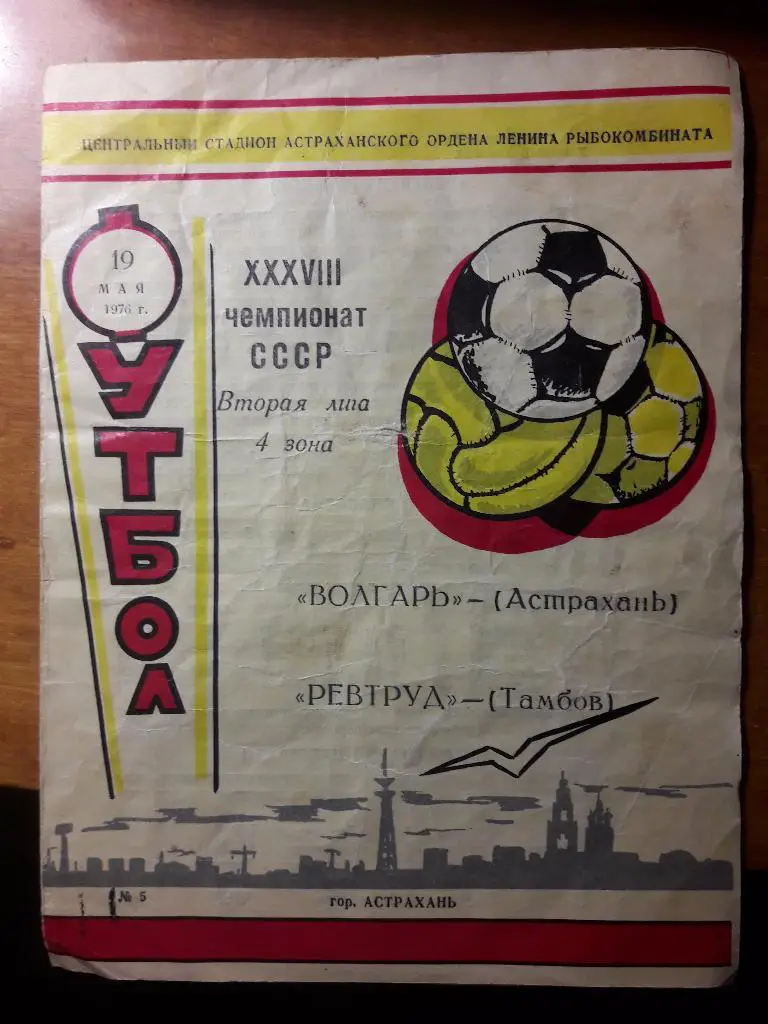 ЦЕНТРАЛЬНЫЙ СТАДИОН АСТРАХАНСКОГО ОРДЕНА ЛЕНИНА РЫБОКОМБИНАТА
19
МАЯ
1976 г.
ФУТБОЛ
XXXVIII
чемпионат
СССР
Вторая лига
4 зона
«ВОЛГАРЬ» — (Астрахань)
«РЕВТРУД» — (Тамбов)
№ 5
гор. АСТРАХАНЬ